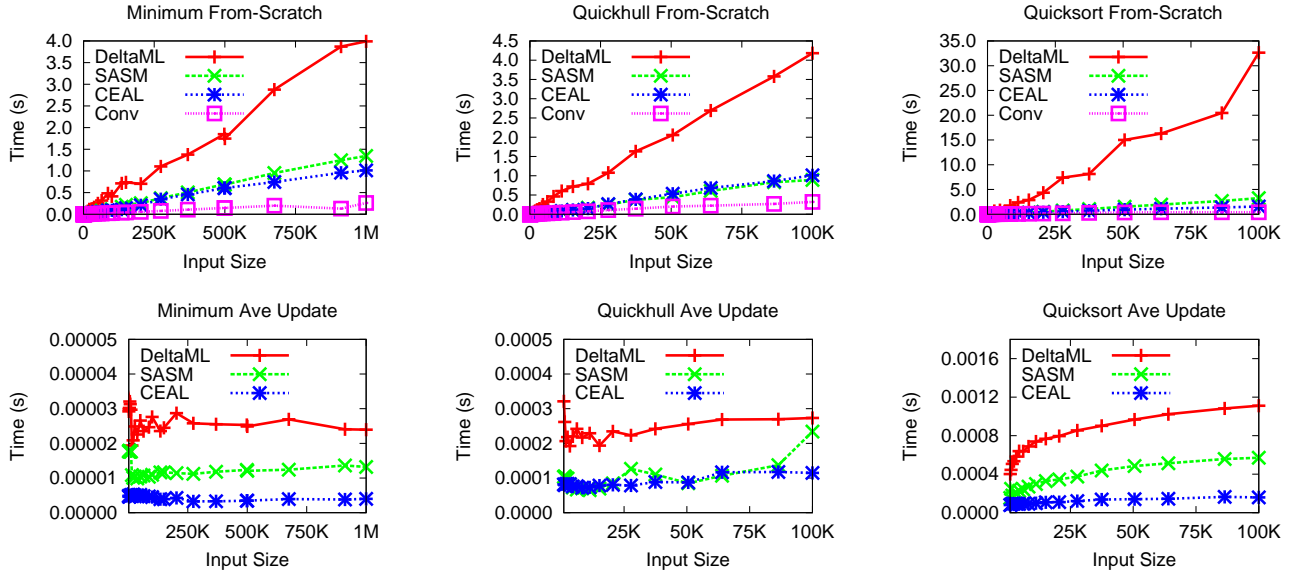 Minimum From-Scratch
4.0
3.5
3.0
2.5
2.0
1.5
1.0
0.5
0.0
Time (s)
DeltaML
SASM
CEAL
Conv
0
250K
500K
750K
1M
Input Size
Quickhull From-Scratch
4.5
4.0
3.5
3.0
2.5
2.0
1.5
1.0
0.5
0.0
Time (s)
DeltaML
SASM
CEAL
Conv
0
25K
50K
75K
100K
Input Size
Quicksort From-Scratch
35.0
30.0
25.0
20.0
15.0
10.0
5.0
0.0
Time (s)
DeltaML
SASM
CEAL
Conv
0
25K
50K
75K
100K
Input Size
Minimum Ave Update
0.00005
0.00004
0.00003
0.00002
0.00001
0.00000
Time (s)
DeltaML
SASM
CEAL
250K
500K
750K
1M
Input Size
Quickhull Ave Update
0.00005
0.00004
0.00003
0.00002
0.00001
0.00000
Time (s)
DeltaML
SASM
CEAL
25K
50K
75K
100K
Input Size
Quicksort Ave Update
0.0016
0.0012
0.0008
0.0004
0.0000
Time (s)
DeltaML
SASM
CEAL
25K
50K
75K
100K
Input Size